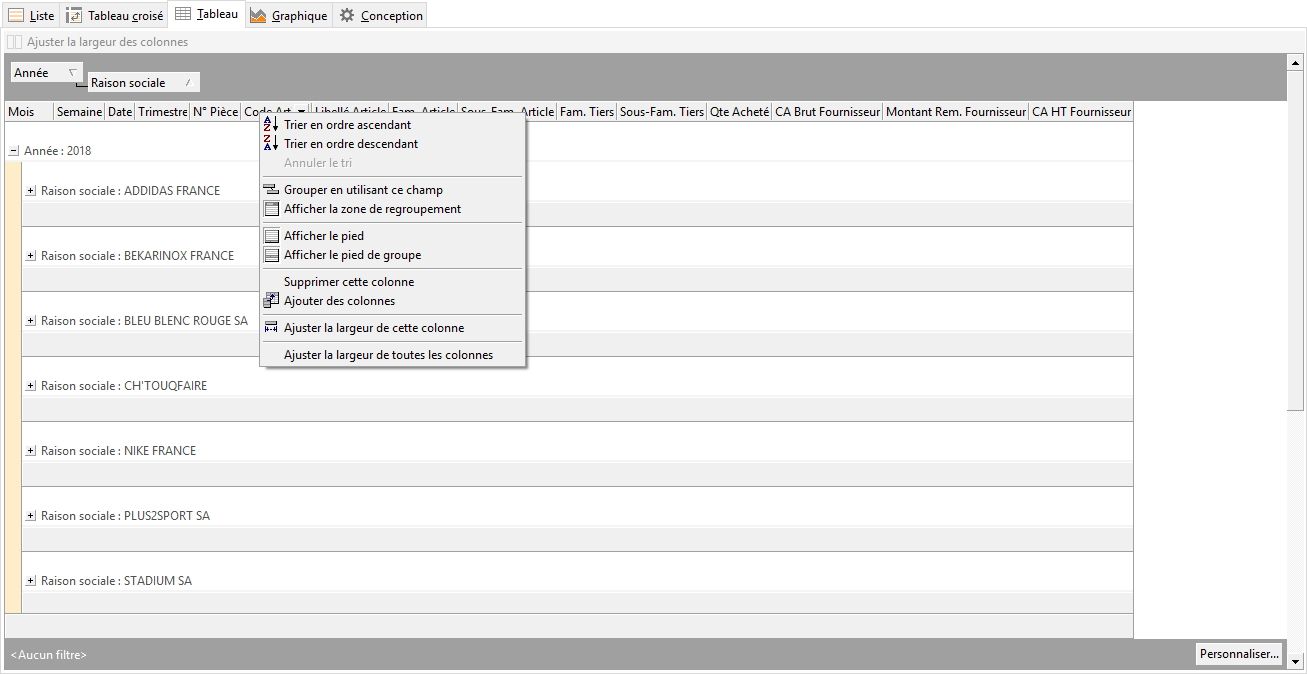 Liste Tableau croisé Tableau Graphique Conception
Ajuster la largeur des colonnes
Année
Raison sociale
Mois Semaine Date Trimestre N° Pièce Code Art Libellé Article Fam. Article Sous-Fam. Article Fam. Tiers Sous-Fam. Tiers Qte Acheté CA Brut Fournisseur Montant Rem. Fournisseur CA HT Fournisseur
Trier en ordre ascendant
Trier en ordre descendant
Annuler le tri
Grouper en utilisant ce champ
Afficher la zone de regroupement
Afficher le pied
Afficher le pied de groupe
Supprimer cette colonne
Ajouter des colonnes
Ajuster la largeur de cette colonne
Ajuster la largeur de toutes les colonnes
Année : 2018
Raison sociale : ADDIDAS FRANCE
Raison sociale : BEKARINOX FRANCE
Raison sociale : BLEU BLENC ROUGE SA
Raison sociale : CH'TOUQFAIRE
Raison sociale : NIKE FRANCE
Raison sociale : PLUS2SPORT SA
Raison sociale : STADIUM SA
<Aucun filtre>
Personnaliser...